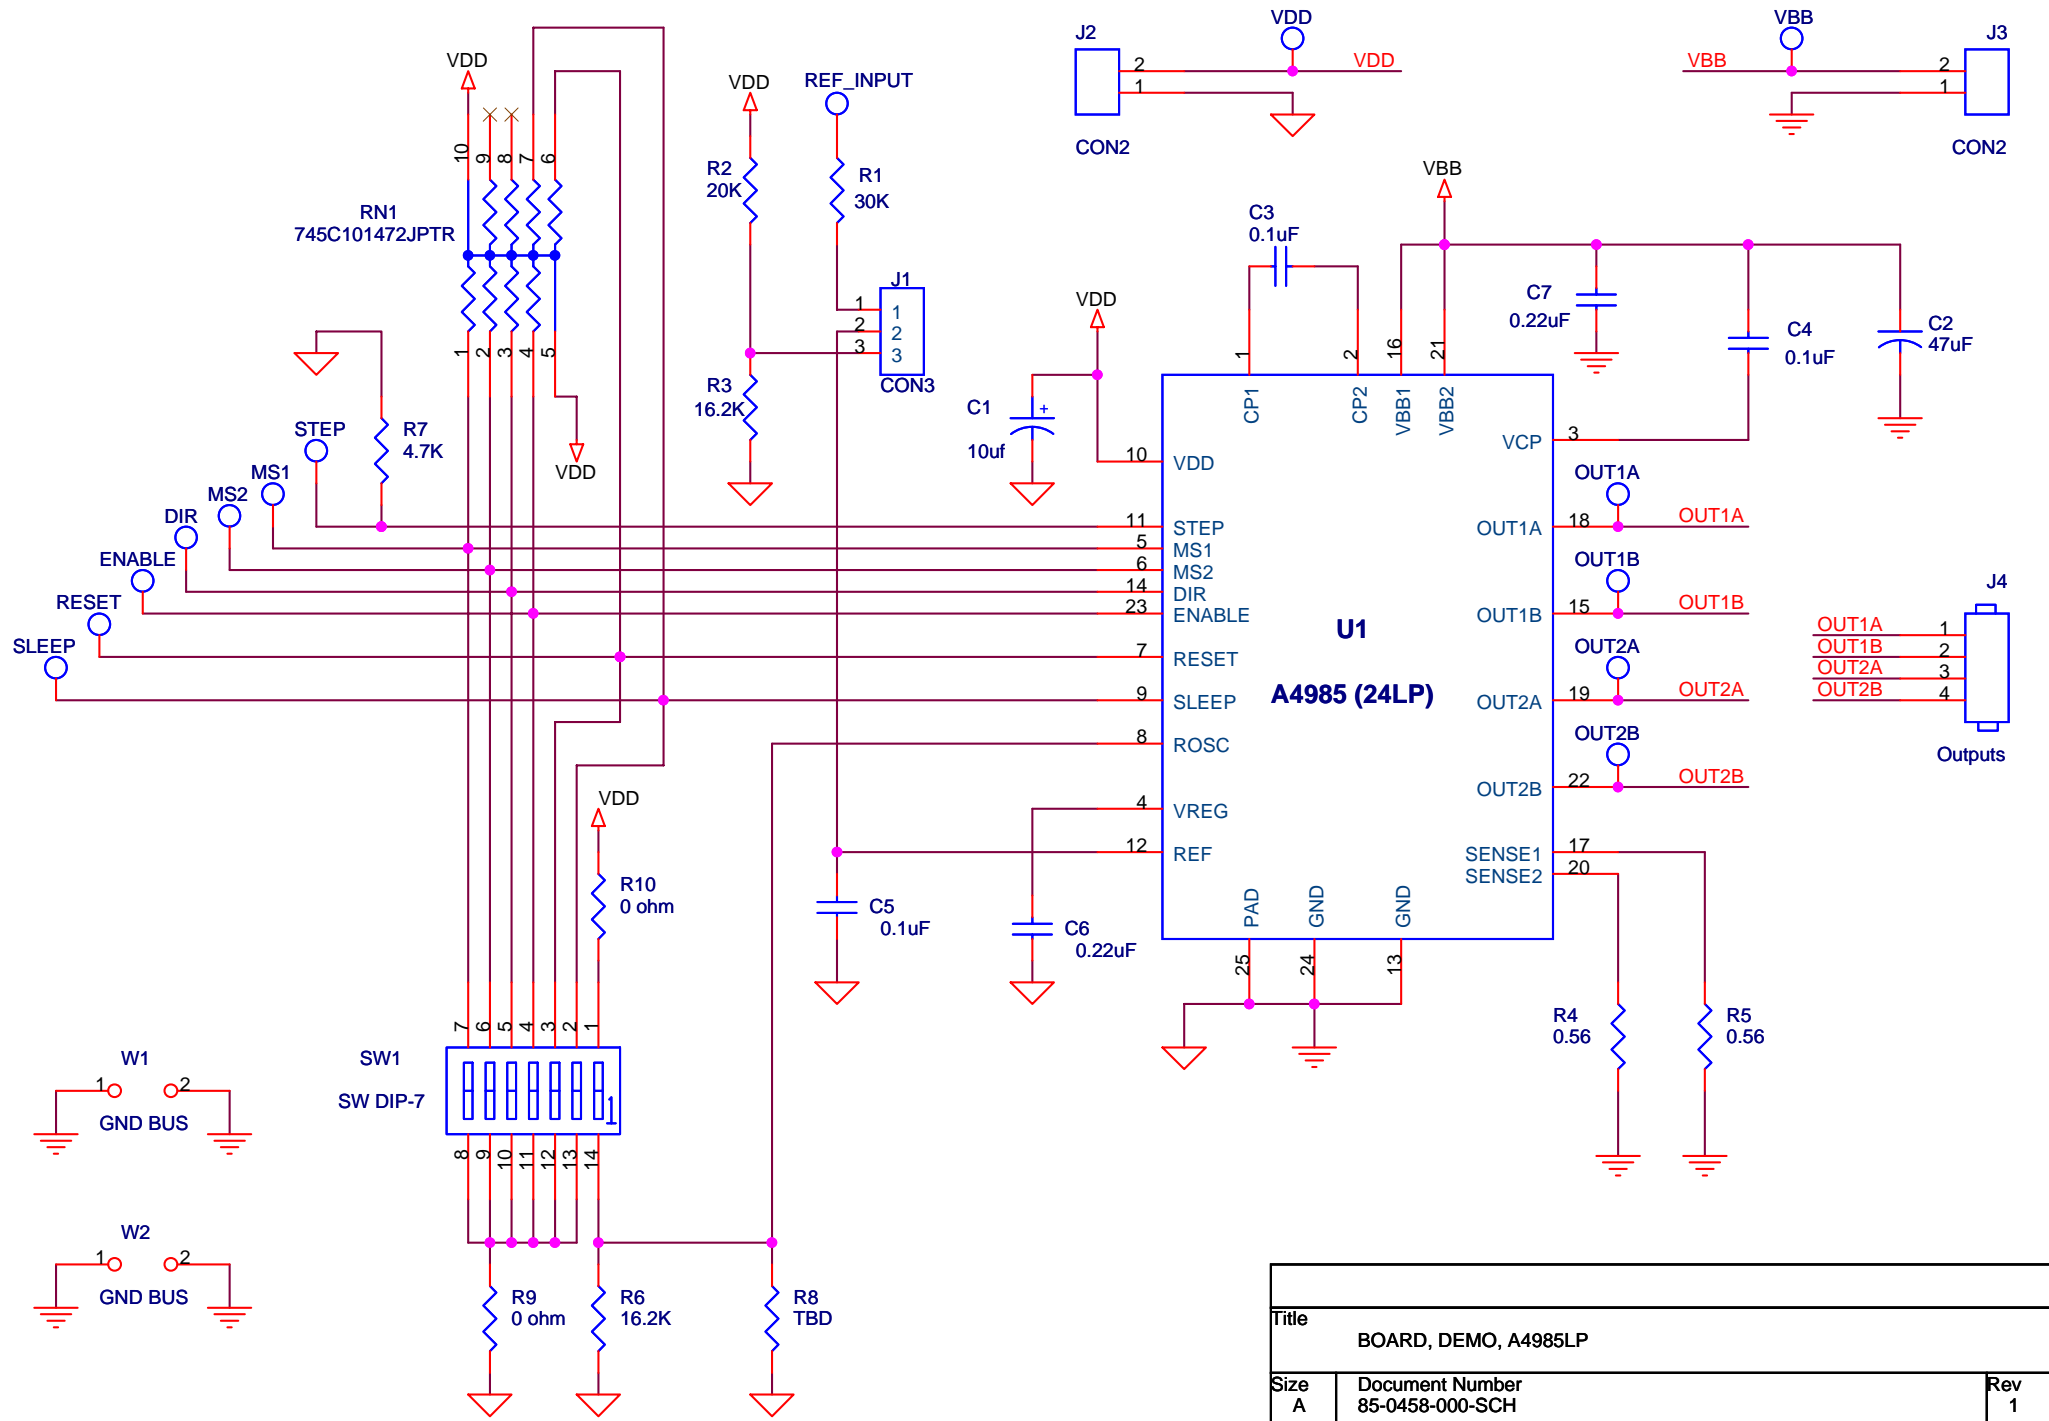 J2
VDD
VDD
2
1
CON2
VBB
VBB
J3
2
1
CON2
VDD
10
9
8
7
6
RN1
745C101472JPTR
1
2
3
4
5
VDD
VDD
R2
20K
REF_INPUT
R1
30K
J1
1
2
3
1
2
3
CON3
R3
16.2K
R7
4.7K
STEP
MS1
MS2
DIR
ENABLE
RESET
SLEEP
VDD
C1
+
10uf
C3
0.1uF
VBB
C7
0.22uF
C4
0.1uF
C2
47uF
1
2
16
21
CP1
CP2
VBB1
VBB2
10
VDD
11
STEP
5
MS1
6
MS2
14
DIR
23
ENABLE
7
RESET
9
SLEEP
8
ROSC
4
VREG
12
REF
U1
A4985 (24LP)
VCP
3
OUT1A
18
OUT1A
OUT1A
OUT1B
15
OUT1B
OUT1B
OUT2A
19
OUT2A
OUT2A
OUT2B
22
OUT2B
OUT2B
SENSE1
17
SENSE2
20
PAD
GND
GND
25
24
13
J4
OUT1A
1
OUT1B
2
OUT2A
3
OUT2B
4
Outputs
VDD
R10
0 ohm
C5
0.1uF
C6
0.22uF
R4
0.56
R5
0.56
7
6
5
4
3
2
1
SW1
SW DIP-7
1
8
9
10
11
12
13
14
W1
1
2
GND BUS
W2
1
2
GND BUS
R9
0 ohm
R6
16.2K
R8
TBD
Title
BOARD, DEMO, A4985LP
Size
A
Document Number
85-0458-000-SCH
Rev
1